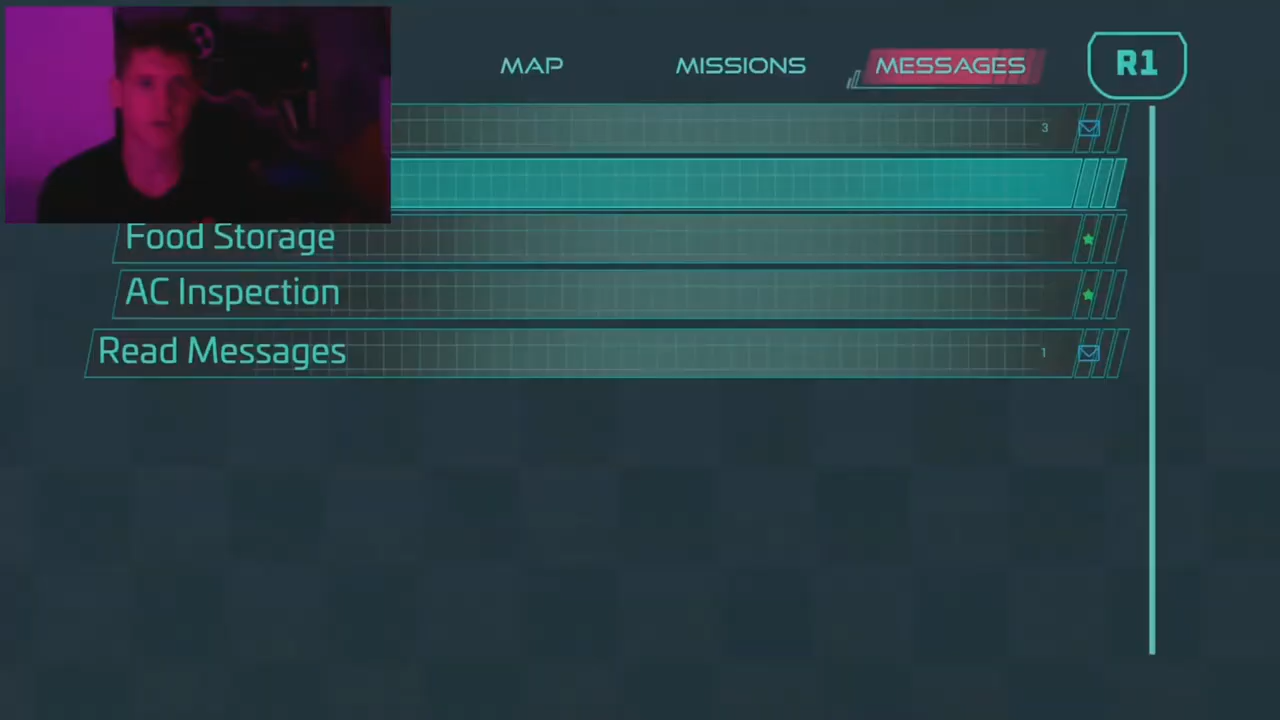 MAP MISSIONS MESSAGES R1
3
Food Storage
AC Inspection
Read Messages 1